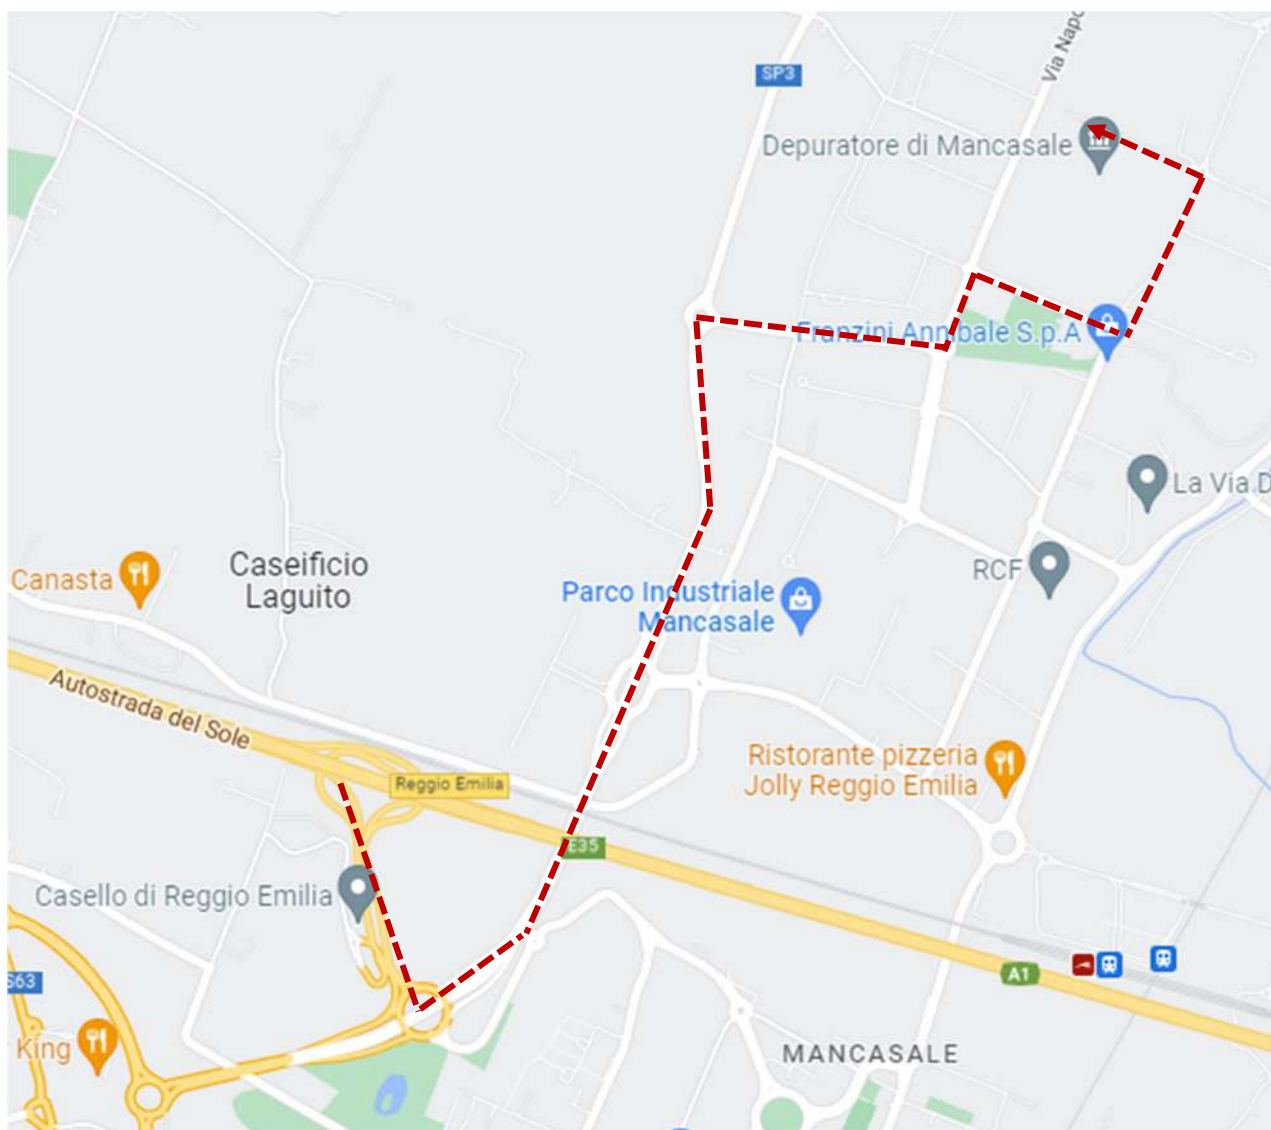 Via Napo
SP3
Depuratore di Mancasale
Franzini Annibale S.p.A
La Via D
RCF
Canasta
Caseificio
Laguito
Parco Industriale
Mancasale
Autostrada del Sole
Reggio Emilia
Ristorante pizzeria
Jolly Reggio Emilia
E35
Casello di Reggio Emilia
S63
A1
King
MANCASALE